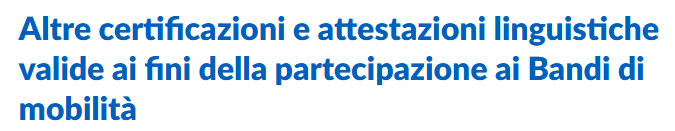 Altre certificazioni e attestazioni linguistiche
valide ai fini della partecipazione ai Bandi di
mobilità